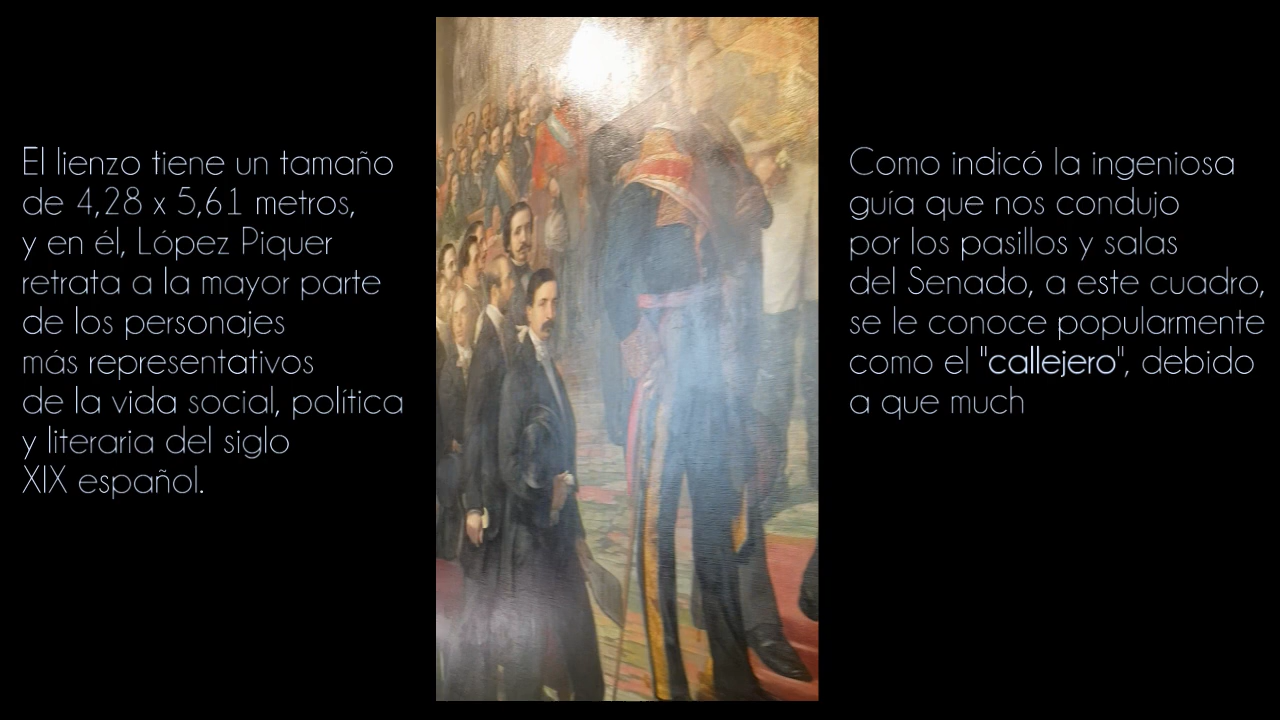 El lienzo tiene un tamaño
de 4,28 x 5,61 metros,
y en él, López Piquer
retrata a la mayor parte
de los personajes
más representativos
de la vida social, política
y literaria del siglo
XIX español.
Como indicó la ingeniosa
guía que nos condujo
por los pasillos y salas
del Senado, a este cuadro,
se le conoce popularmente
como el "callejero", debido
a que much